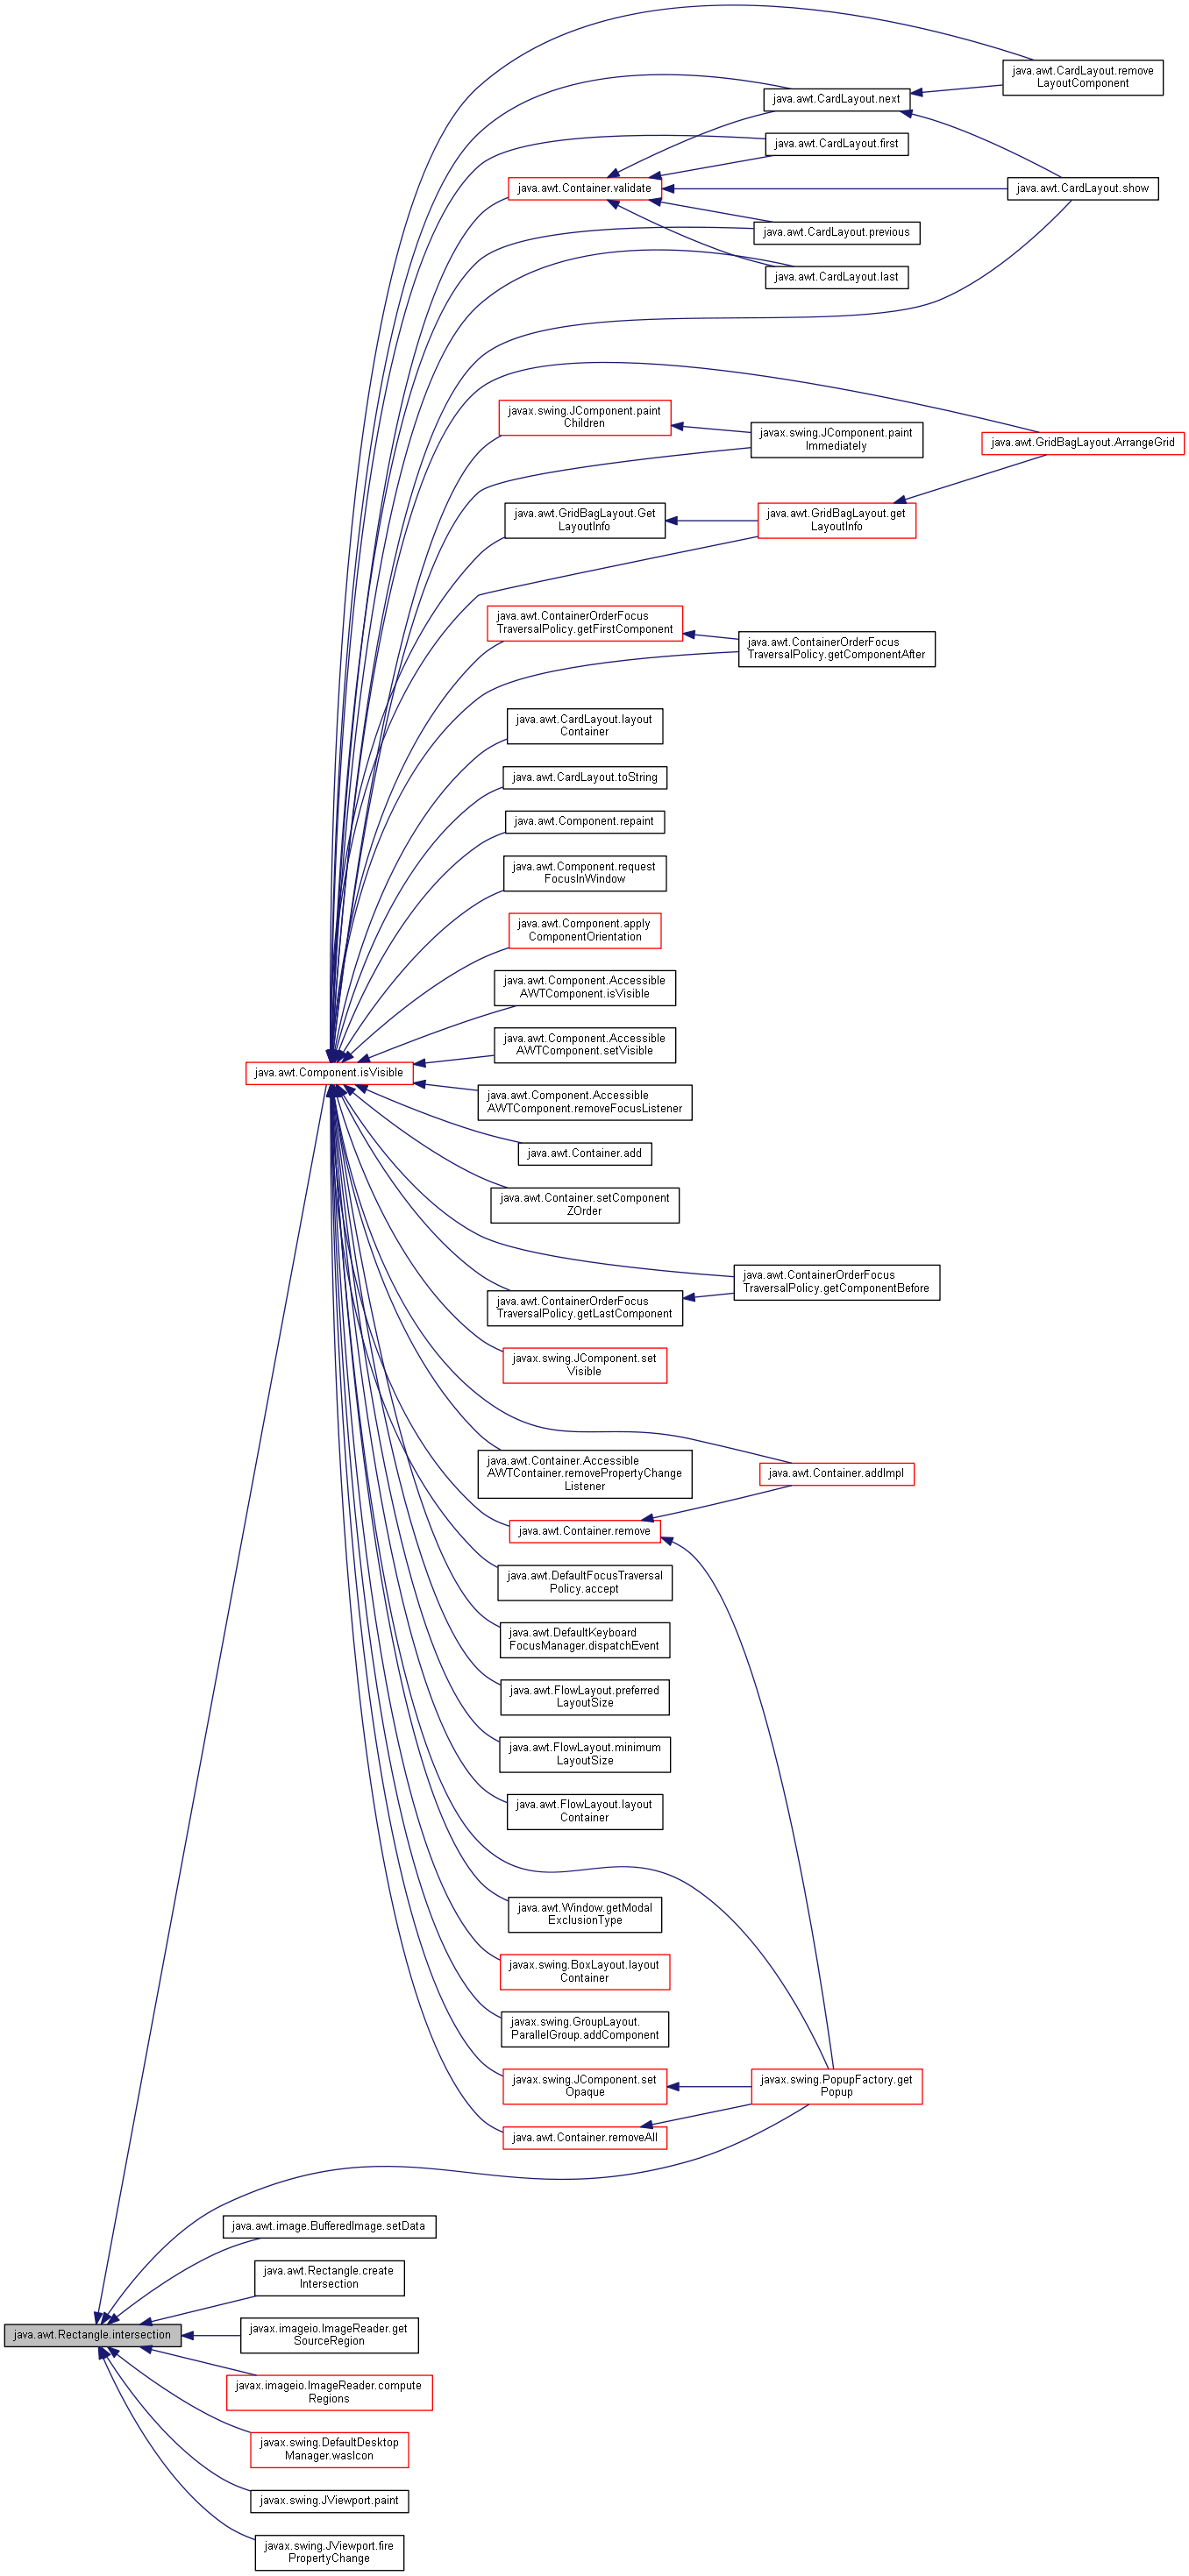 java.awt.CardLayout.remove
LayoutComponent
java.awt.CardLayout.next
java.awt.CardLayout.first
java.awt.Container.validate
java.awt.CardLayout.show
java.awt.CardLayout.previous
java.awt.CardLayout.last
javax.swing.JComponent.paint
Children
javax.swing.JComponent.paint
Immediately
java.awt.GridBagLayout.ArrangeGrid
java.awt.GridBagLayout.Get
LayoutInfo
java.awt.GridBagLayout.get
LayoutInfo
java.awt.ContainerOrderFocus
TraversalPolicy.getFirstComponent
java.awt.ContainerOrderFocus
TraversalPolicy.getComponentAfter
java.awt.CardLayout.layout
Container
java.awt.CardLayout.toString
java.awt.Component.repaint
java.awt.Component.request
FocusInWindow
java.awt.Component.apply
ComponentOrientation
java.awt.Component.Accessible
AWTComponent.isVisible
java.awt.Component.Accessible
AWTComponent.setVisible
java.awt.Component.isVisible
java.awt.Component.Accessible
AWTComponent.removeFocusListener
java.awt.Container.add
java.awt.Container.setComponent
ZOrder
java.awt.ContainerOrderFocus
TraversalPolicy.getComponentBefore
java.awt.ContainerOrderFocus
TraversalPolicy.getLastComponent
javax.swing.JComponent.set
Visible
java.awt.Container.Accessible
AWTContainer.removePropertyChange
Listener
java.awt.Container.addImpl
java.awt.Container.remove
java.awt.DefaultFocusTraversal
Policy.accept
java.awt.DefaultKeyboard
FocusManager.dispatchEvent
java.awt.FlowLayout.preferred
LayoutSize
java.awt.FlowLayout.minimum
LayoutSize
java.awt.FlowLayout.layout
Container
java.awt.Window.getModal
ExclusionType
javax.swing.BoxLayout.layout
Container
javax.swing.GroupLayout.
ParallelGroup.addComponent
javax.swing.JComponent.set
Opaque
javax.swing.PopupFactory.get
Popup
java.awt.Container.removeAll
java.awt.image.BufferedImage.setData
java.awt.Rectangle.create
Intersection
java.awt.Rectangle.intersection
javax.imageio.ImageReader.get
SourceRegion
javax.imageio.ImageReader.compute
Regions
javax.swing.DefaultDesktop
Manager.wasIcon
javax.swing.JViewport.paint
javax.swing.JViewport.fire
PropertyChange